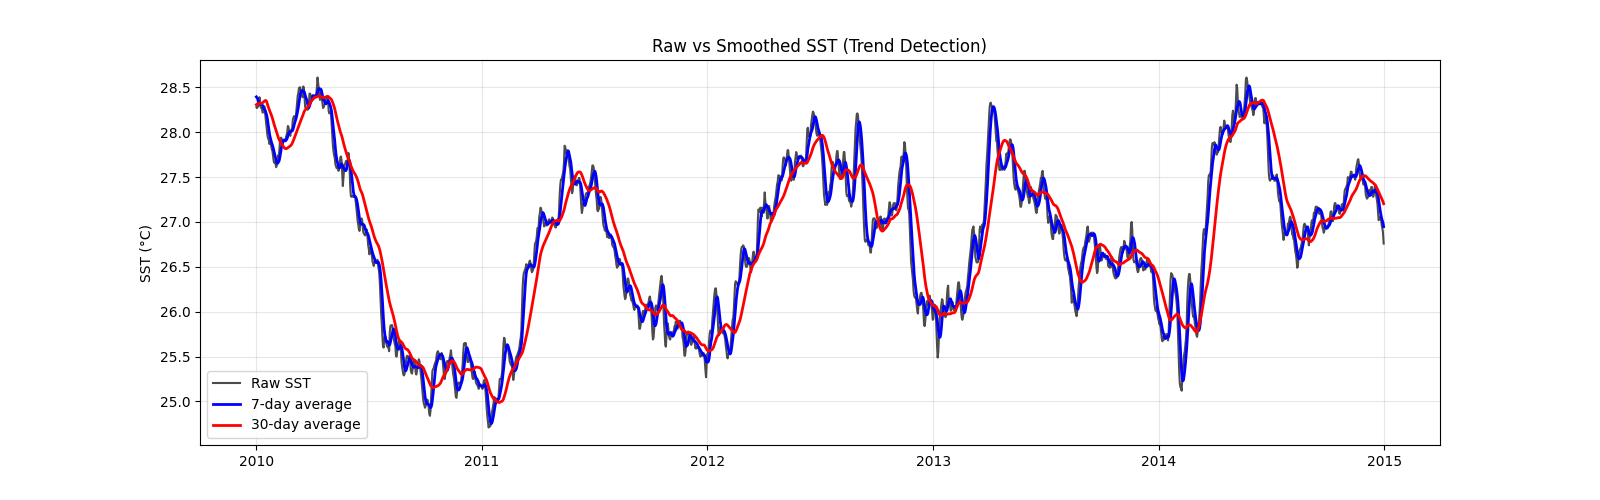 Raw vs Smoothed SST (Trend Detection)
SST (°C)
28.5
28.0
27.5
27.0
26.5
26.0
25.5
25.0
Raw SST
7-day average
30-day average
2010 2011 2012 2013 2014 2015